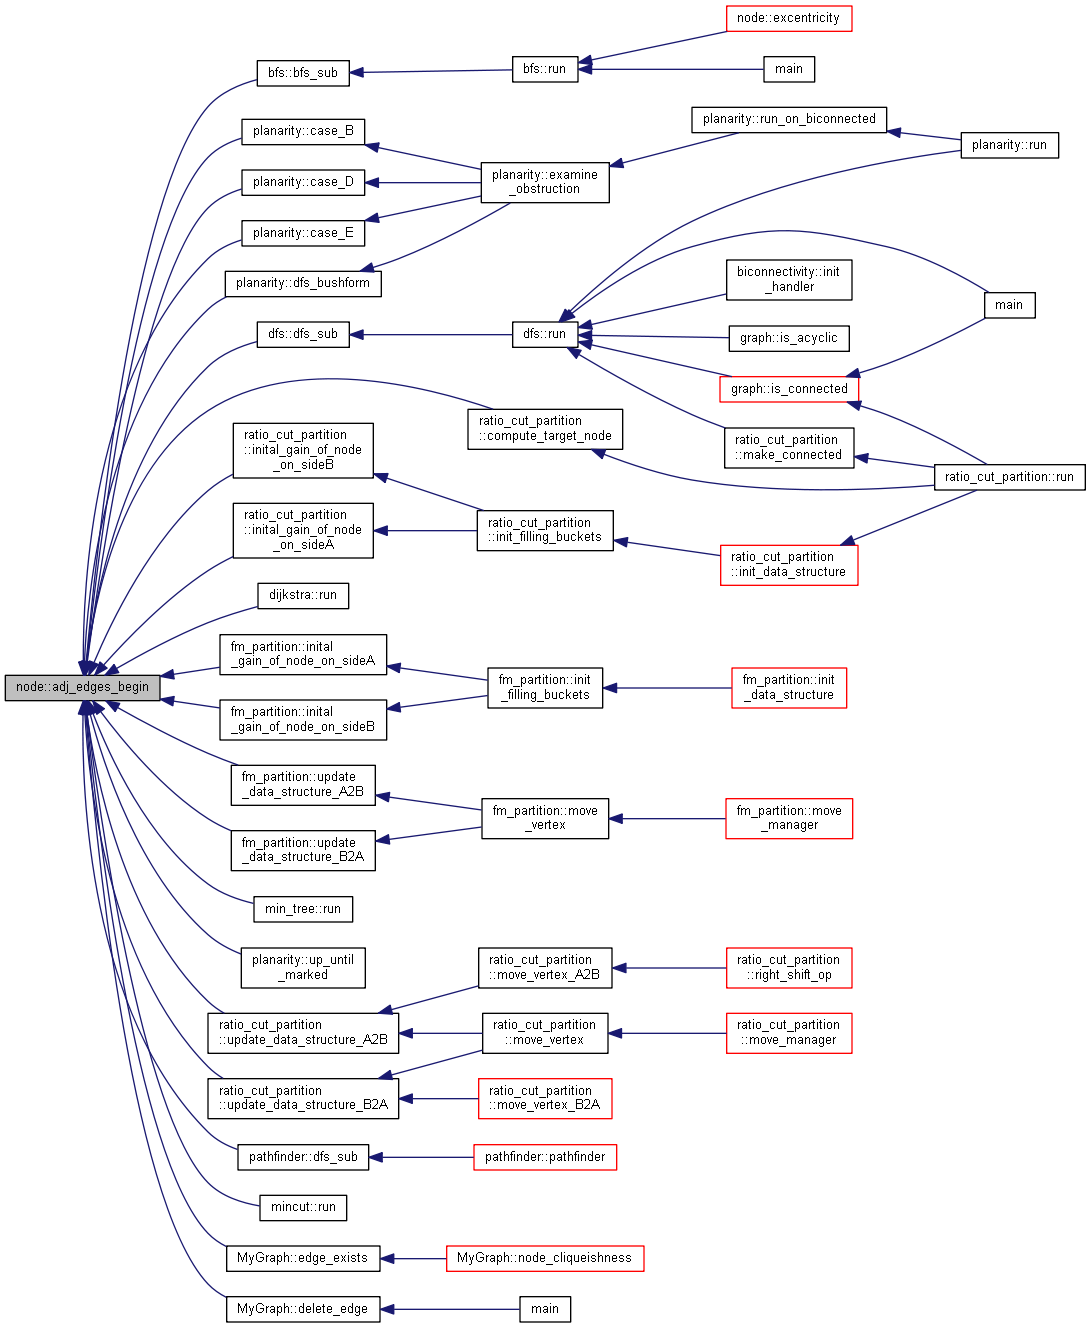 node::excentricity
bfs::bfs_sub
bfs::run
main
planarity::case_B
planarity::run_on_biconnected
planarity::run
planarity::case_D
planarity::examine
_obstruction
planarity::case_E
planarity::dfs_bushform
biconnectivity::init
_handler
main
dfs::dfs_sub
dfs::run
graph::is_acyclic
graph::is_connected
ratio_cut_partition
::compute_target_node
ratio_cut_partition
::inital_gain_of_node
_on_sideB
ratio_cut_partition
::make_connected
ratio_cut_partition::run
ratio_cut_partition
::inital_gain_of_node
_on_sideA
ratio_cut_partition
::init_filling_buckets
ratio_cut_partition
::init_data_structure
dijkstra::run
fm_partition::inital
_gain_of_node_on_sideA
node::adj_edges_begin
fm_partition::init
_filling_buckets
fm_partition::init
_data_structure
fm_partition::inital
_gain_of_node_on_sideB
fm_partition::update
_data_structure_A2B
fm_partition::move
_vertex
fm_partition::move
_manager
fm_partition::update
_data_structure_B2A
min_tree::run
planarity::up_until
_marked
ratio_cut_partition
::move_vertex_A2B
ratio_cut_partition
::right_shift_op
ratio_cut_partition
::update_data_structure_A2B
ratio_cut_partition
::move_vertex
ratio_cut_partition
::move_manager
ratio_cut_partition
::update_data_structure_B2A
ratio_cut_partition
::move_vertex_B2A
pathfinder::dfs_sub
pathfinder::pathfinder
mincut::run
MyGraph::edge_exists
MyGraph::node_cliqueishness
MyGraph::delete_edge
main